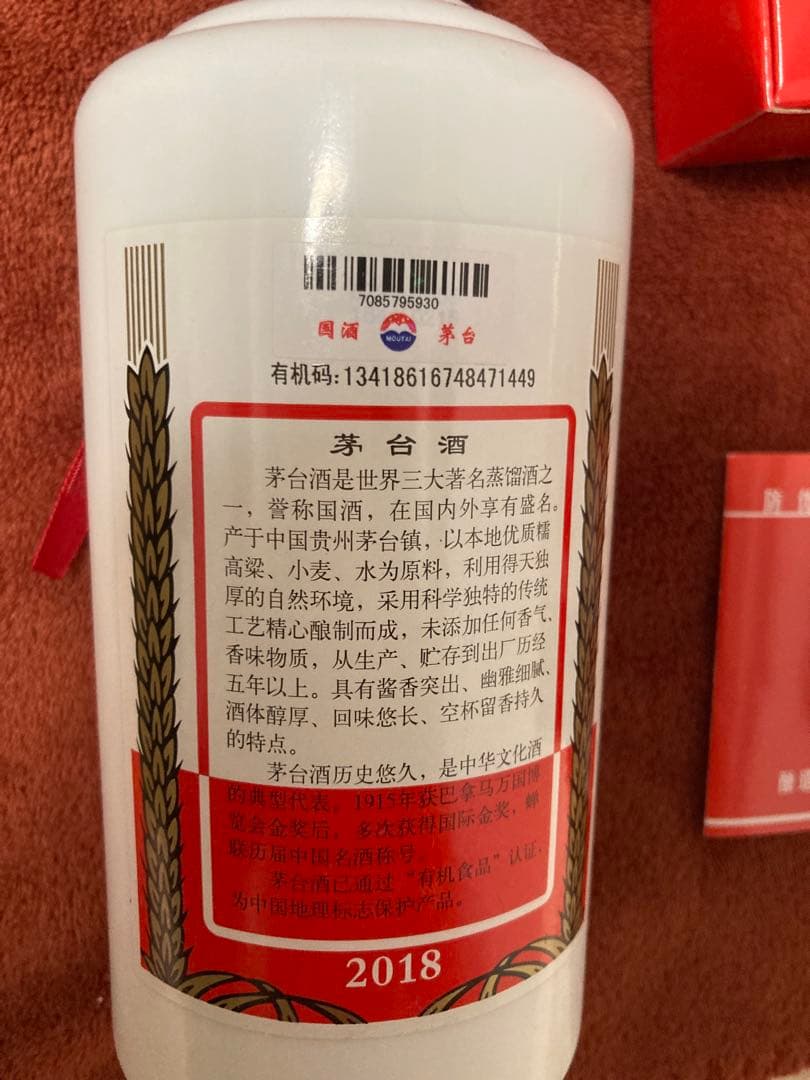 7085795930
国酒 MOUTAI 茅台
有机码:13418616748471449
茅台酒
茅台酒是世界三大著名蒸馏酒之
一，誉称国酒，在国内外享有盛名。
产于中国贵州茅台镇，以本地优质糯
高粱、小麦、水为原料，利用得天独
厚的自然环境，采用科学独特的传统
工艺精心酿制而成，未添加任何香气、
香味物质，从生产、贮存到出厂历经
五年以上。具有酱香突出、幽雅细腻、
酒体醇厚、回味悠长、空杯留香持久
的特点。
茅台酒历史悠久，是中华文化酒
的典型代表。1915年获巴拿马万国博
览会金奖后，多次获得国际金奖，蝉
联历届中国名酒称号。
茅台酒已通过“有机食品”认证，
为中国地理标志保护产品。
2018